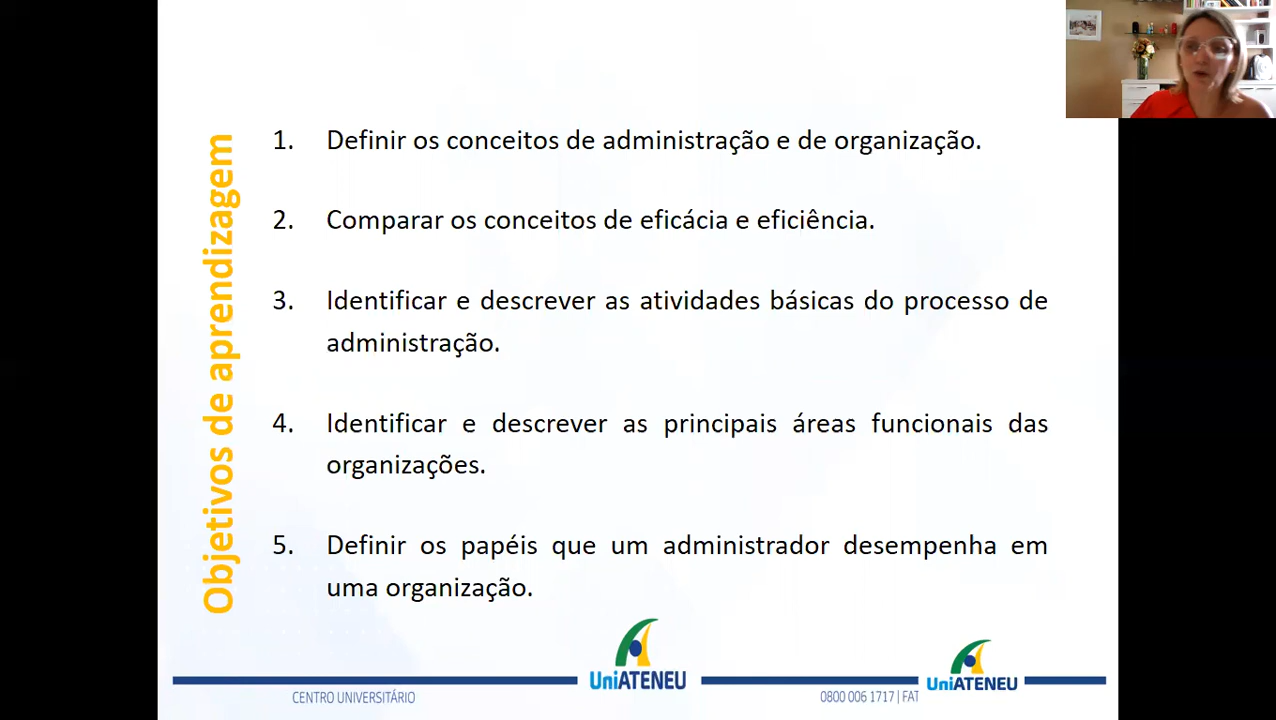 Objetivos de aprendizagem
1. Definir os conceitos de administração e de organização.
2. Comparar os conceitos de eficácia e eficiência.
3. Identificar e descrever as atividades básicas do processo de
administração.
4. Identificar e descrever as principais áreas funcionais das
organizações.
5. Definir os papéis que um administrador desempenha em
uma organização.
UniATENEU
UniATENEU
CENTRO UNIVERSITÁRIO
0800 006 1717 | FAT